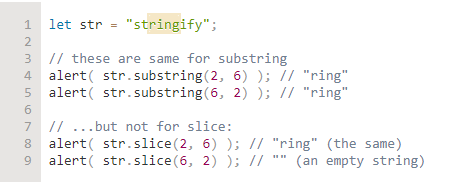 1 let str = "stringify";
2
3 // these are same for substring
4 alert( str.substring(2, 6) ); // "ring"
5 alert( str.substring(6, 2) ); // "ring"
6
7 // ...but not for slice:
8 alert( str.slice(2, 6) ); // "ring" (the same)
9 alert( str.slice(6, 2) ); // "" (an empty string)